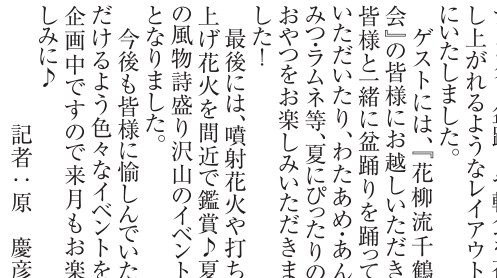 し上がれるようなレイアウト
にいたしました。
ゲストには、『花柳流千鶴
会』の皆様にお越しいただき
皆様と一緒に盆踊りを踊って
いただいたり、わたあめ・あん
みつ・ラムネ等、夏にぴったりの
おやつをお楽しみいただきま
した!
最後には、噴射花火や打ち
上げ花火を間近で鑑賞♪夏
の風物詩盛り沢山のイベント
となりました。
今後も皆様に愉しんでいた
だけるよう色々なイベントを
企画中ですので来月もお楽
しみに♪
記者:原 慶彦